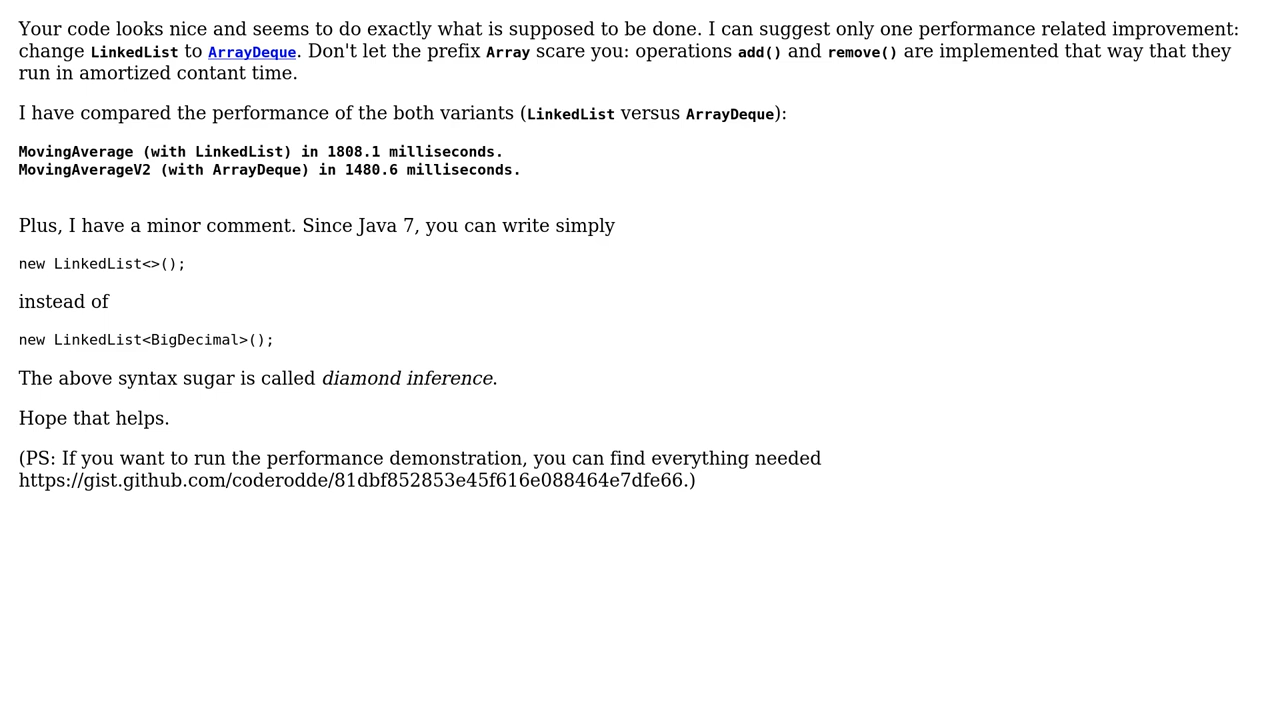 Your code looks nice and seems to do exactly what is supposed to be done. I can suggest only one performance related improvement:
change LinkedList to ArrayDeque. Don't let the prefix Array scare you: operations add() and remove() are implemented that way that they
run in amortized contant time.
I have compared the performance of the both variants (LinkedList versus ArrayDeque):
MovingAverage (with LinkedList) in 1808.1 milliseconds.
MovingAverageV2 (with ArrayDeque) in 1480.6 milliseconds.
Plus, I have a minor comment. Since Java 7, you can write simply
new LinkedList<>();
instead of
new LinkedList<BigDecimal>();
The above syntax sugar is called diamond inference.
Hope that helps.
(PS: If you want to run the performance demonstration, you can find everything needed
https://gist.github.com/coderodde/81dbf852853e45f616e088464e7dfe66.)